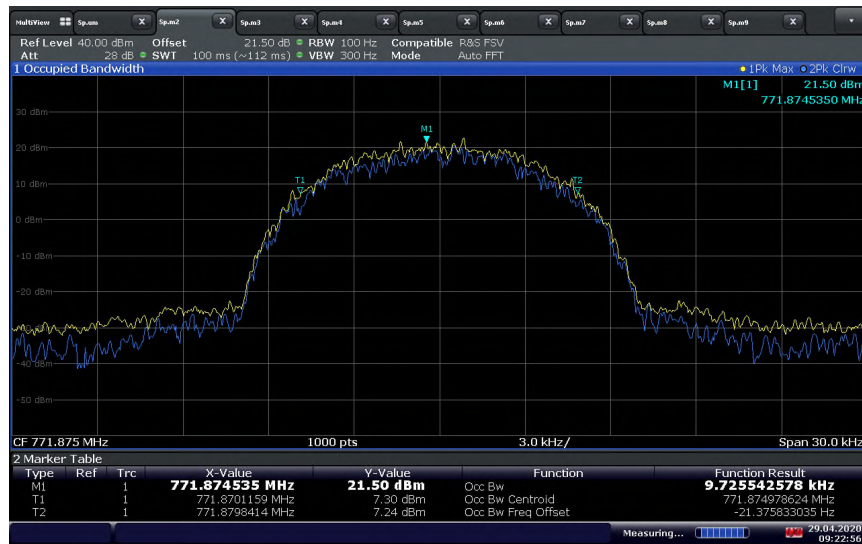 MultiView Sp.um X Sp.m2 X Sp.m3 X Sp.m4 X Sp.m5 X Sp.m6 X Sp.m7 X Sp.m8 X Sp.m9 X
Ref Level 40.00 dBm Offset 21.50 dB RBW 100 Hz Compatible R&S FSV
Att 28 dB SWT 100 ms (~112 ms) VBW 300 Hz Mode Auto FFT
1 Occupied Bandwidth 1Pk Max 2Pk Clrw
M1[1] 21.50 dBm
771.8745350 MHz
30 dBm
M1
20 dBm
T1 T2
10 dBm
0 dBm
-10 dBm
-20 dBm
-40 dBm
-50 dBm
CF 771.875 MHz 1000 pts 3.0 kHz/ Span 30.0 kHz
2 Marker Table
Type Ref Trc X-Value Y-Value Function Function Result
M1 1 771.874535 MHz 21.50 dBm Occ Bw 9.725542578 kHz
T1 1 771.8701159 MHz 7.30 dBm Occ Bw Centroid 771.874978624 MHz
T2 1 771.8798414 MHz 7.24 dBm Occ Bw Freq Offset -21.375833035 Hz
Measuring... 29.04.2020
09:22:56